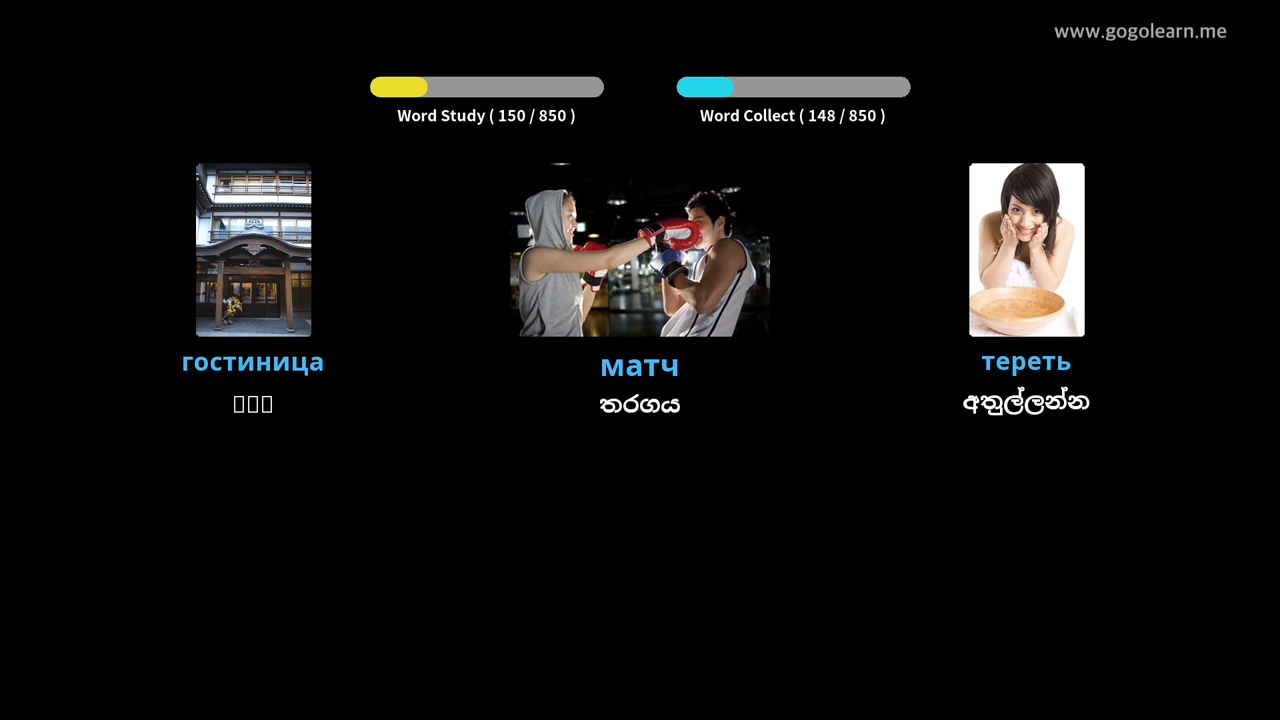 www.gogolearn.me
Word Study ( 150 / 850 )
Word Collect ( 148 / 850 )
гостиница
матч
тереть
තරගය
අතුල්ලන්න